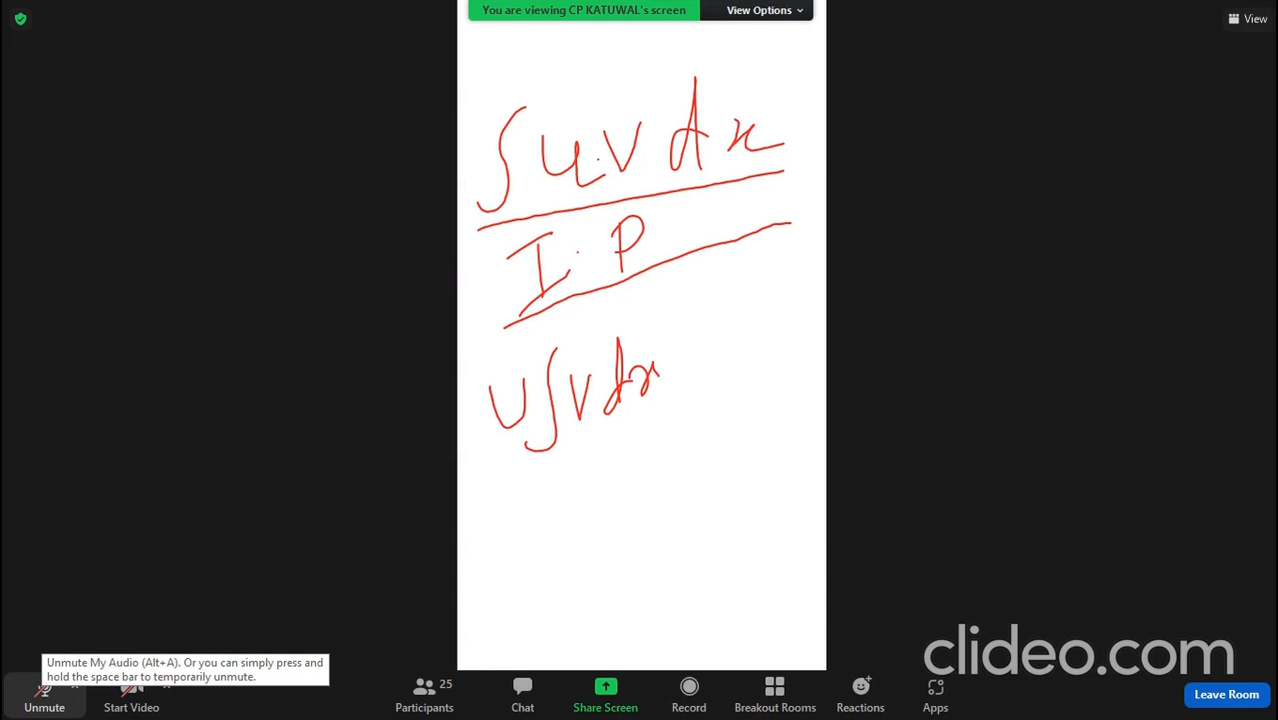 You are viewing CP KATUWAL's screen View Options
View
∫u.v dx
I.P
u∫v dx
clideo.com
Unmute My Audio (Alt+A). Or you can simply press and
hold the space bar to temporarily unmute.
25
Unmute Start Video Participants Chat Share Screen Record Breakout Rooms Reactions Apps Leave Room